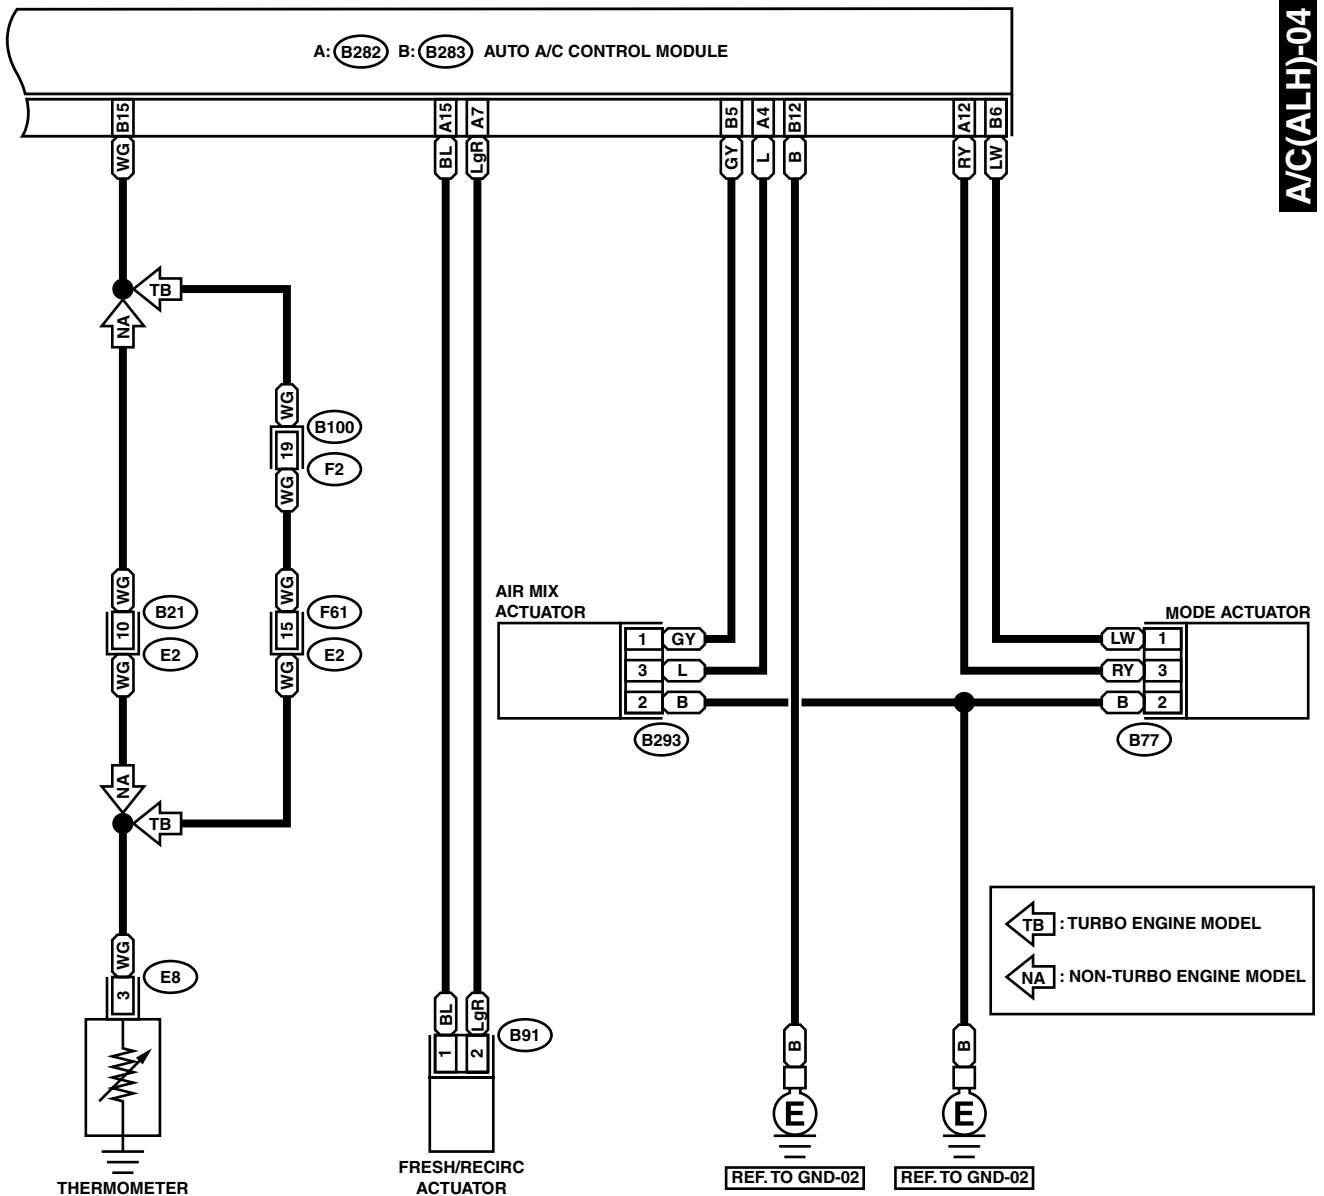 A/C(ALH)-04
A: B282 B: B283 AUTO A/C CONTROL MODULE
B15 A15 A7 B5 A4 B12 A12 B6
WG BL LgR GY L B RY LW
TB
NA
WG
B100
19
F2
WG
WG WG
B21 F61
10 15
E2 E2
WG WG
AIR MIX
ACTUATOR
MODE ACTUATOR
1 GY LW 1
3 L RY 3
2 B B 2
B293 B77
NA
TB
TB : TURBO ENGINE MODEL
NA : NON-TURBO ENGINE MODEL
WG
E8
3
BL LgR
B91
1 2
B B
E E
FRESH/RECIRC
ACTUATOR
REF. TO GND-02 REF. TO GND-02
THERMOMETER